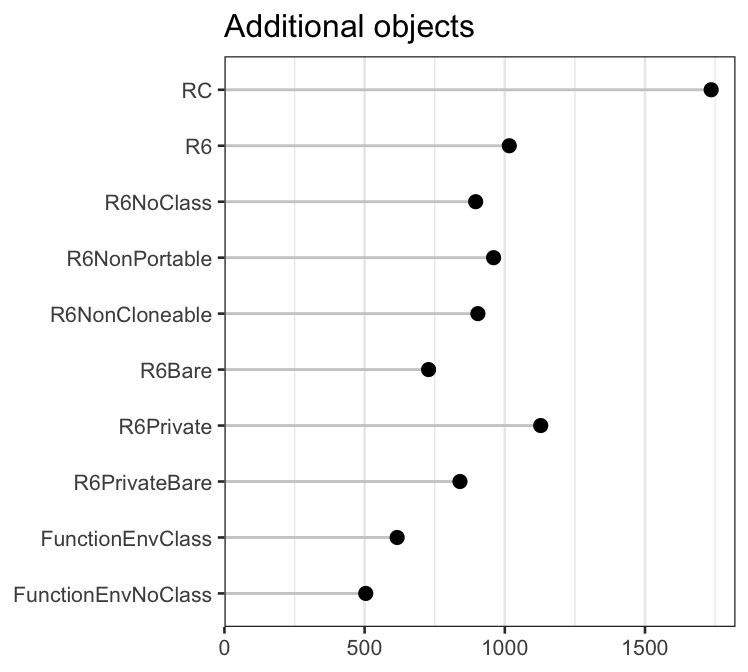 Additional objects
RC
R6
R6NoClass
R6NonPortable
R6NonCloneable
R6Bare
R6Private
R6PrivateBare
FunctionEnvClass
FunctionEnvNoClass
0 500 1000 1500